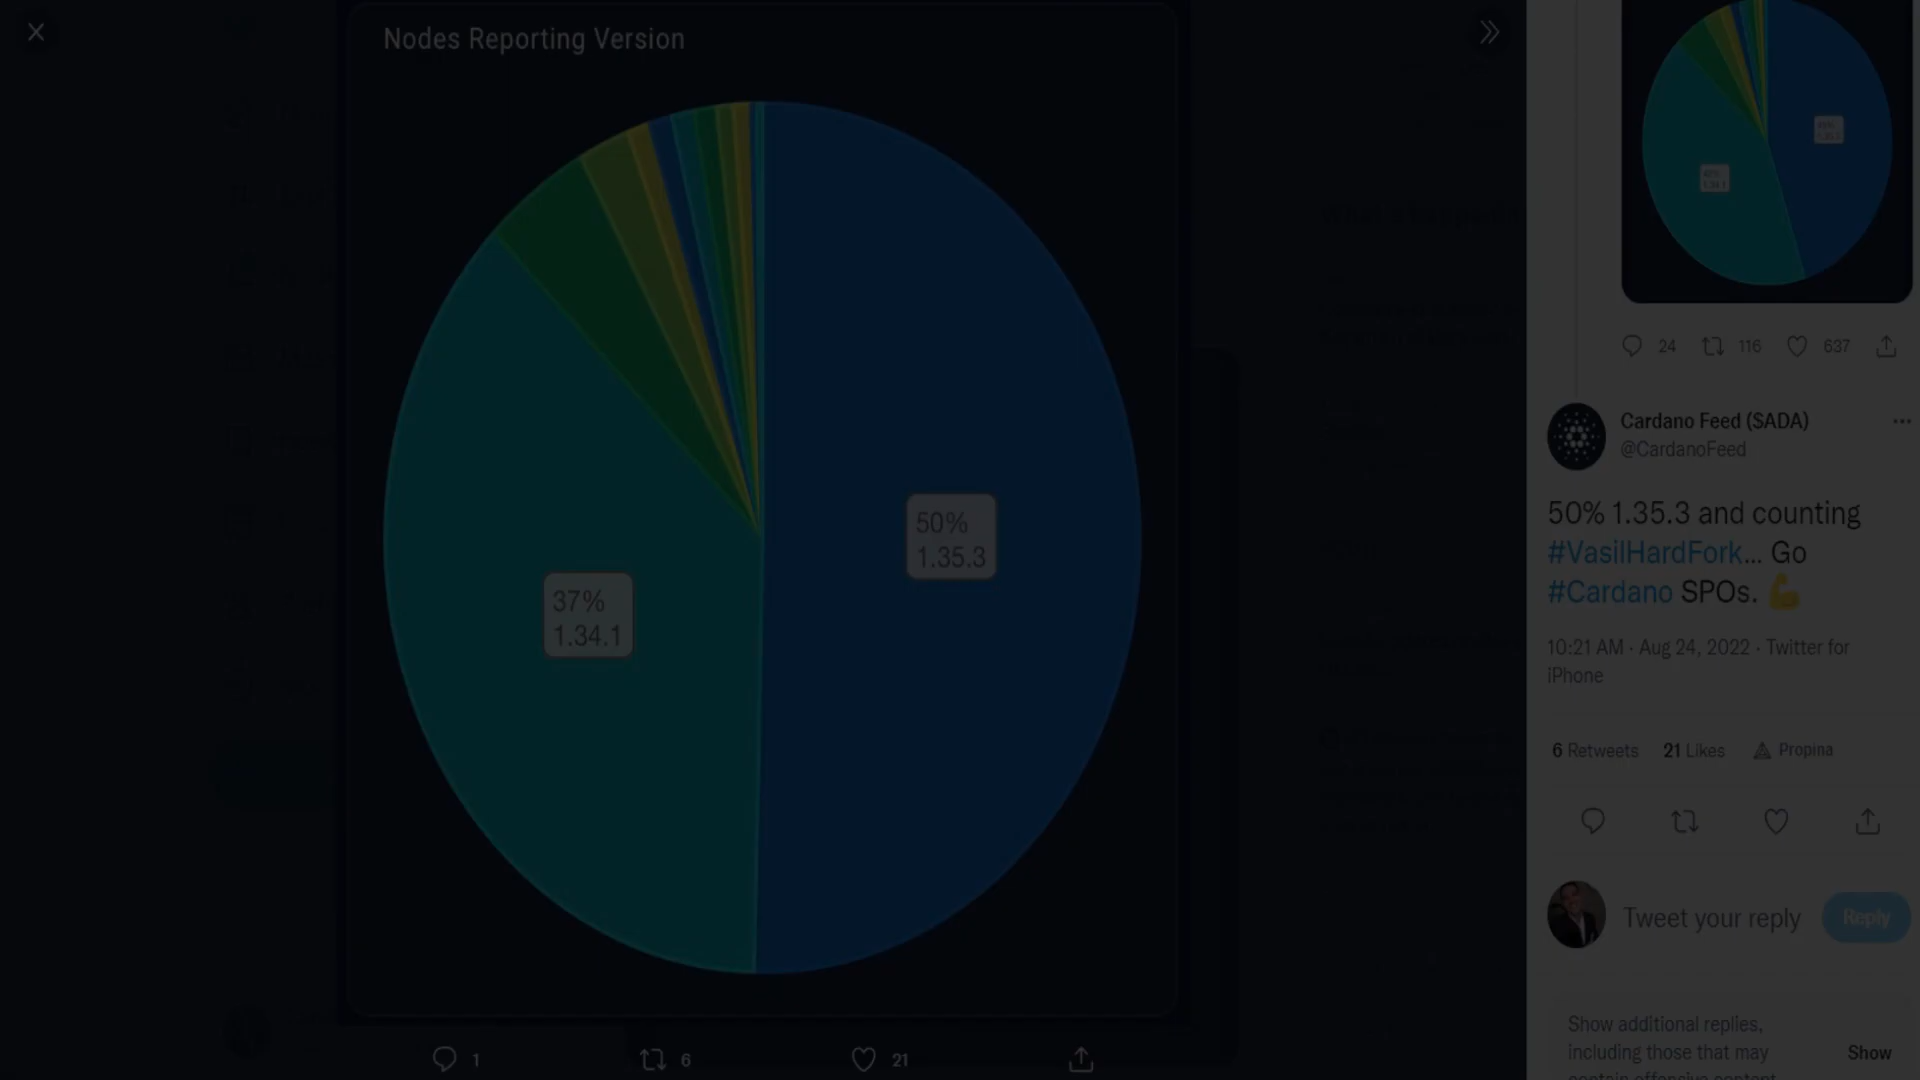 Nodes Reporting Version
50%
1.35.3
37%
1.34.1
1
6
21
24
116
637
Cardano Feed ($ADA)
@CardanoFeed
50% 1.35.3 and counting
#VasilHardFork... Go
#Cardano SPOs. 💪
10:21 AM · Aug 24, 2022 · Twitter for
iPhone
6 Retweets 21 Likes Propina
Tweet your reply
Reply
Show additional replies,
including those that may
Show
contain offensive content